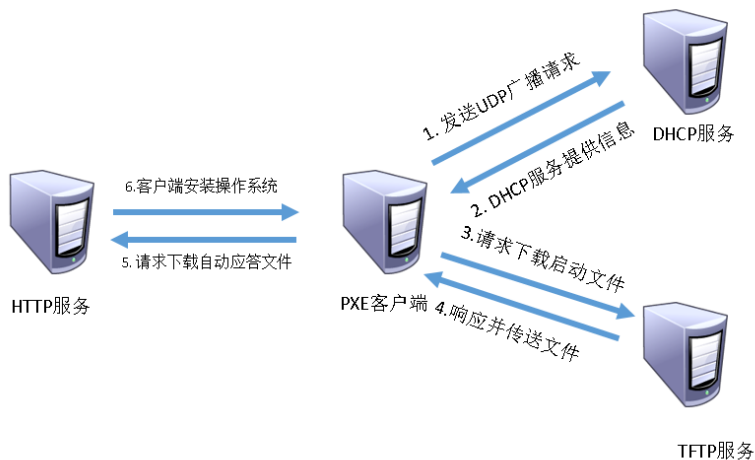 1. 发送UDP广播请求
DHCP服务
2. DHCP服务提供信息
6.客户端安装操作系统
3.请求下载启动文件
5. 请求下载自动应答文件
HTTP服务
PXE客户端
4.响应并传送文件
TFTP服务